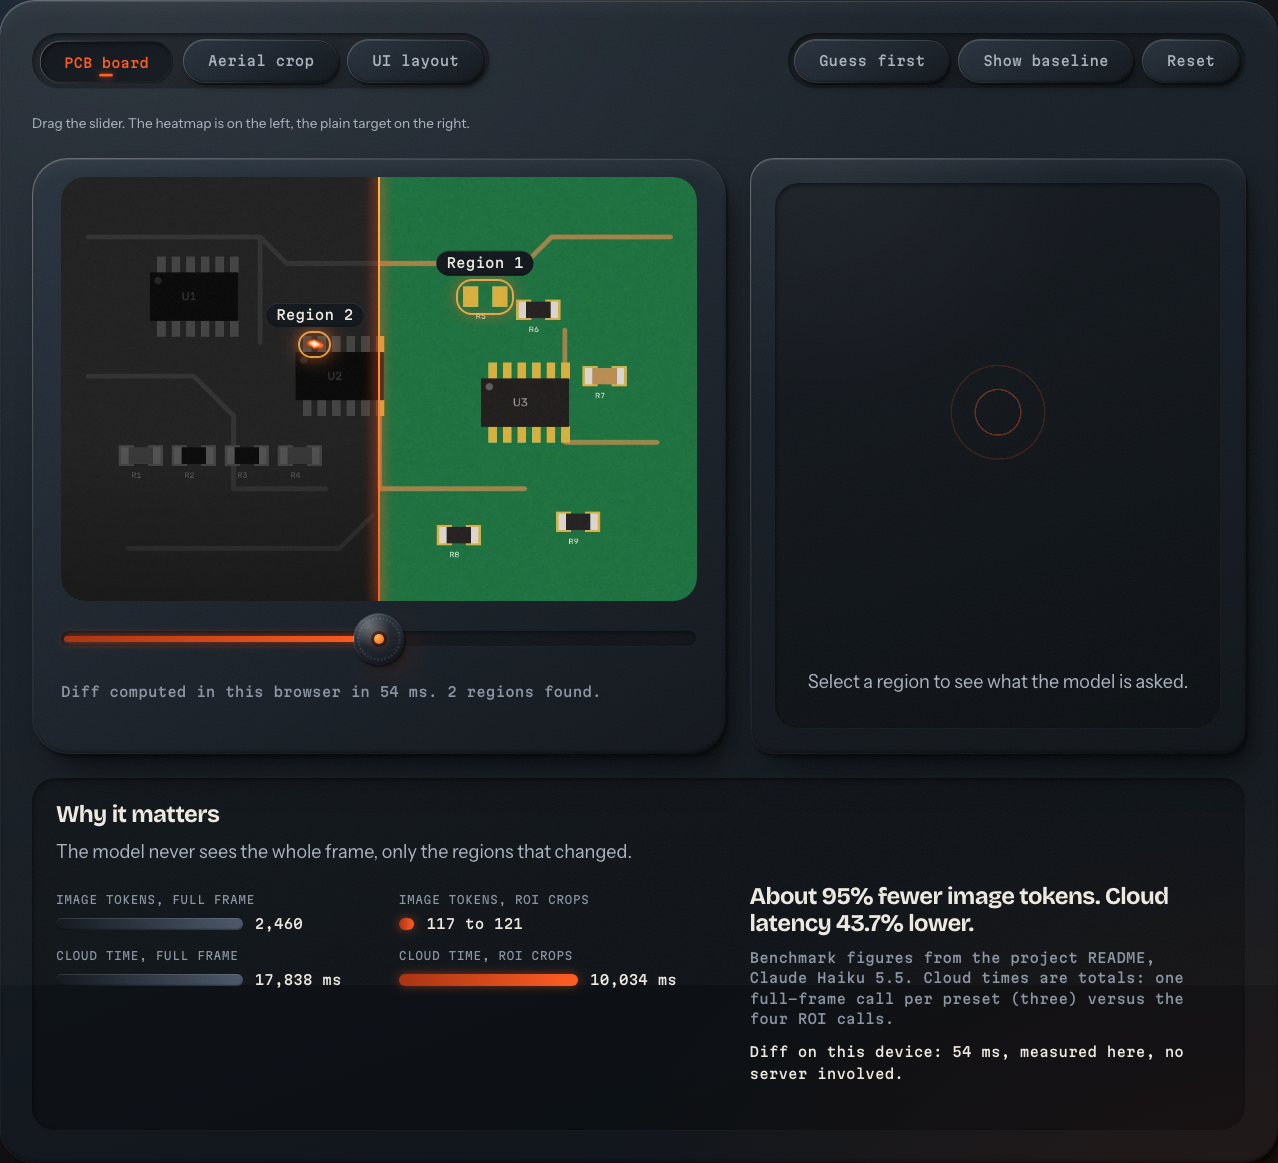 PCB board
Aerial crop
UI layout
Guess first
Show baseline
Reset
Drag the slider. The heatmap is on the left, the plain target on the right.
Region 1
U1
R5
R6
Region 2
U2
R7
U3
R1
R2
R3
R4
R8
R9
Diff computed in this browser in 54 ms. 2 regions found.
Select a region to see what the model is asked.
Why it matters
The model never sees the whole frame, only the regions that changed.
IMAGE TOKENS, FULL FRAME
2,460
IMAGE TOKENS, ROI CROPS
117 to 121
CLOUD TIME, FULL FRAME
17,838 ms
CLOUD TIME, ROI CROPS
10,034 ms
About 95% fewer image tokens. Cloud
latency 43.7% lower.
Benchmark figures from the project README,
Claude Haiku 5.5. Cloud times are totals: one
full-frame call per preset (three) versus the
four ROI calls.
Diff on this device: 54 ms, measured here, no
server involved.